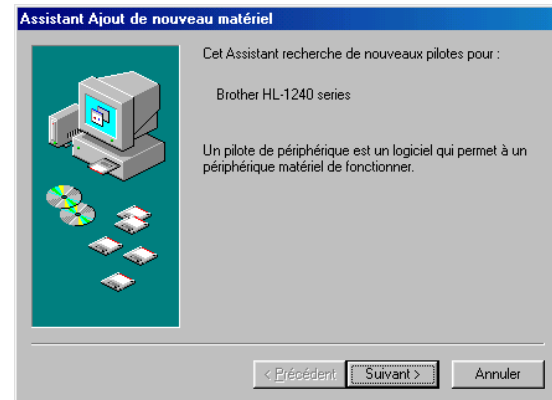 Assistant Ajout de nouveau matériel
Cet Assistant recherche de nouveaux pilotes pour :
Brother HL-1240 series
Un pilote de périphérique est un logiciel qui permet à un
périphérique matériel de fonctionner.
< Précédent
Suivant >
Annuler